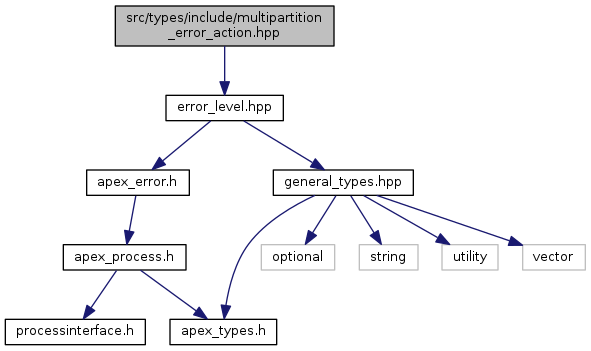 src/types/include/multipartition
_error_action.hpp
error_level.hpp
apex_error.h
general_types.hpp
apex_process.h
optional
string
utility
vector
processinterface.h
apex_types.h